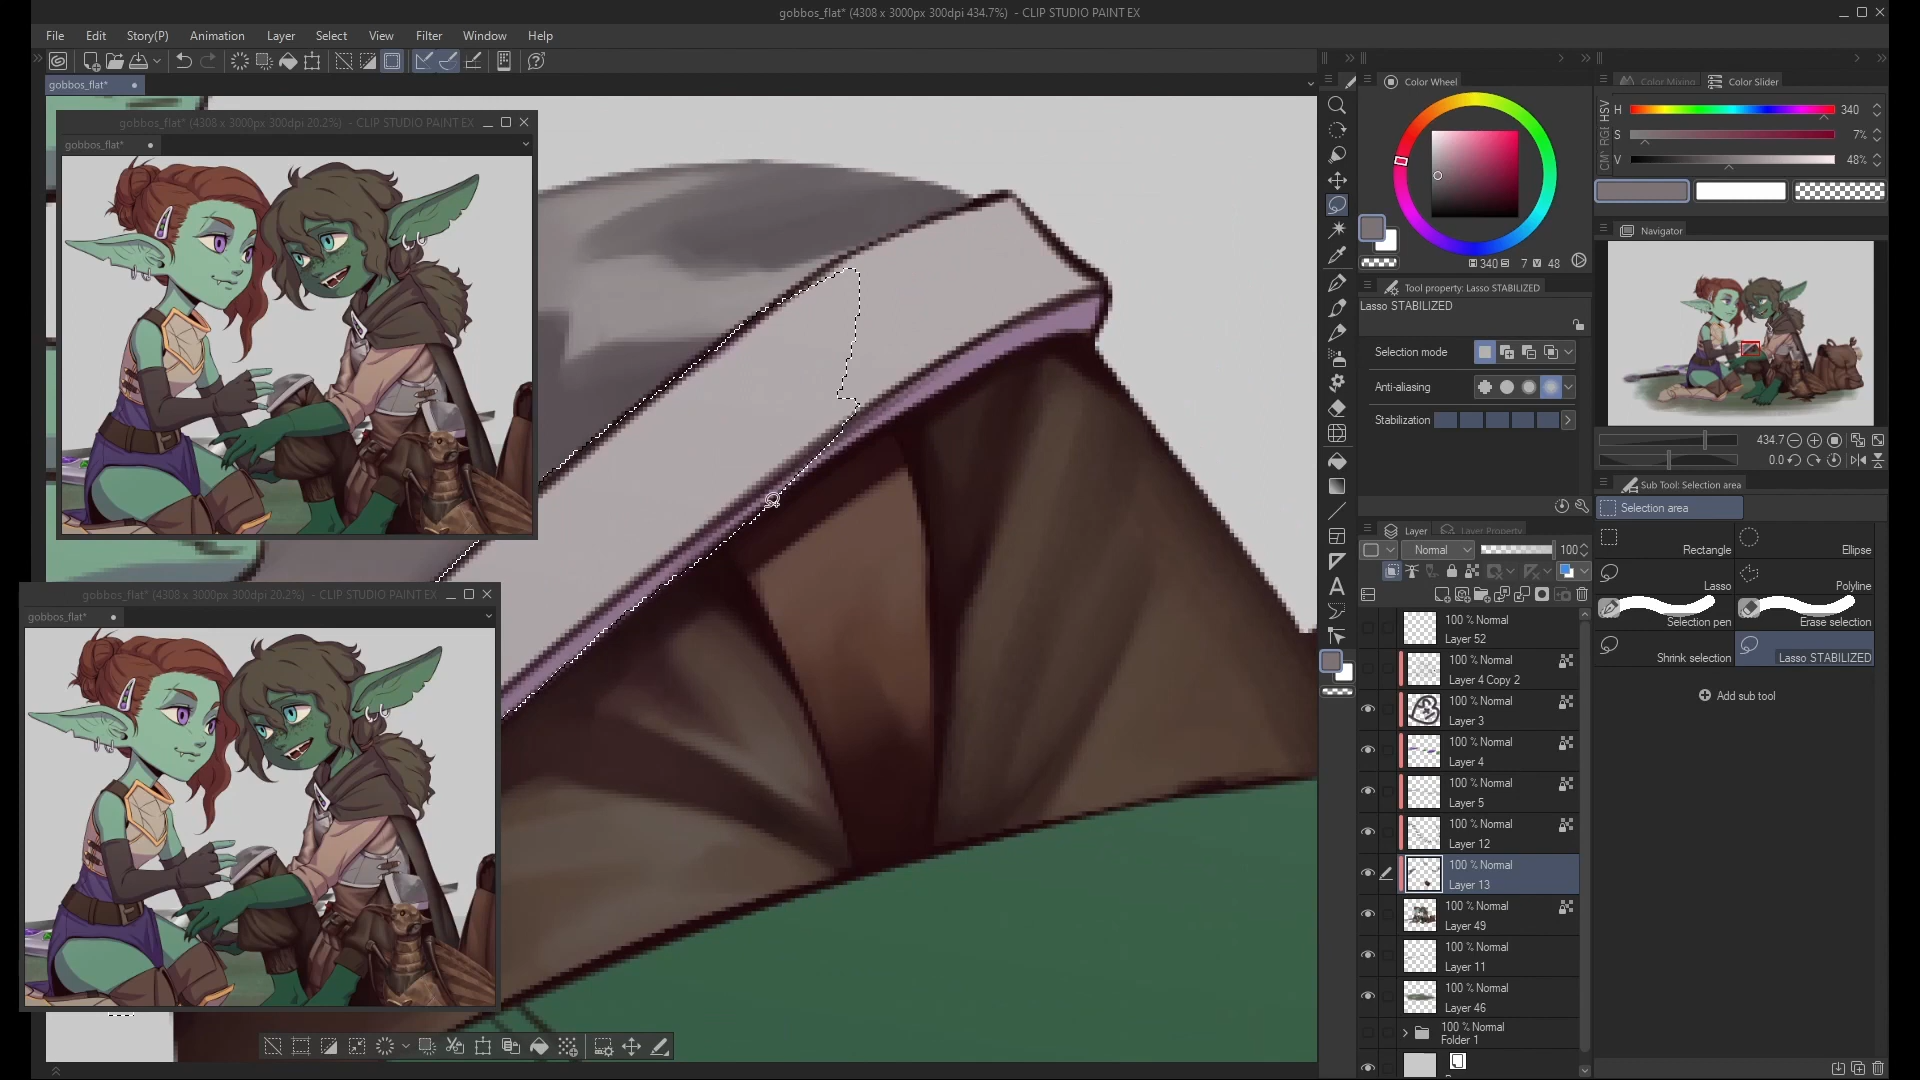 gobbos_flat* (4308 x 3000px 300dpi 434.7%)  - CLIP STUDIO PAINT EX
File Edit Story(P) Animation Layer Select View Filter Window Help
gobbos_flat*
gobbos_flat* (4308 x 3000px 300dpi 20.2%)  - CLIP STUDIO PAINT EX
gobbos_flat*
gobbos_flat* (4308 x 3000px 300dpi 20.2%)  - CLIP STUDIO PAINT EX
gobbos_flat*
Color Wheel
340 S 7 V 48
Tool property: Lasso STABILIZED
Lasso STABILIZED
Selection mode
Anti-aliasing
Stabilization
Layer Layer Property
Normal 100
100 % Normal
Layer 52
100 % Normal
Layer 4 Copy 2
100 % Normal
Layer 3
100 % Normal
Layer 4
100 % Normal
Layer 5
100 % Normal
Layer 12
100 % Normal
Layer 13
100 % Normal
Layer 49
100 % Normal
Layer 11
100 % Normal
Layer 46
100 % Normal
Folder 1
Color Mixing Color Slider
HSV
RGB
H 340
S 7%
V 48%
Navigator
434.7
0.0
Sub Tool: Selection area
Selection area
Rectangle Ellipse
Lasso Polyline
Selection pen Erase selection
Shrink selection Lasso STABILIZED
Add sub tool